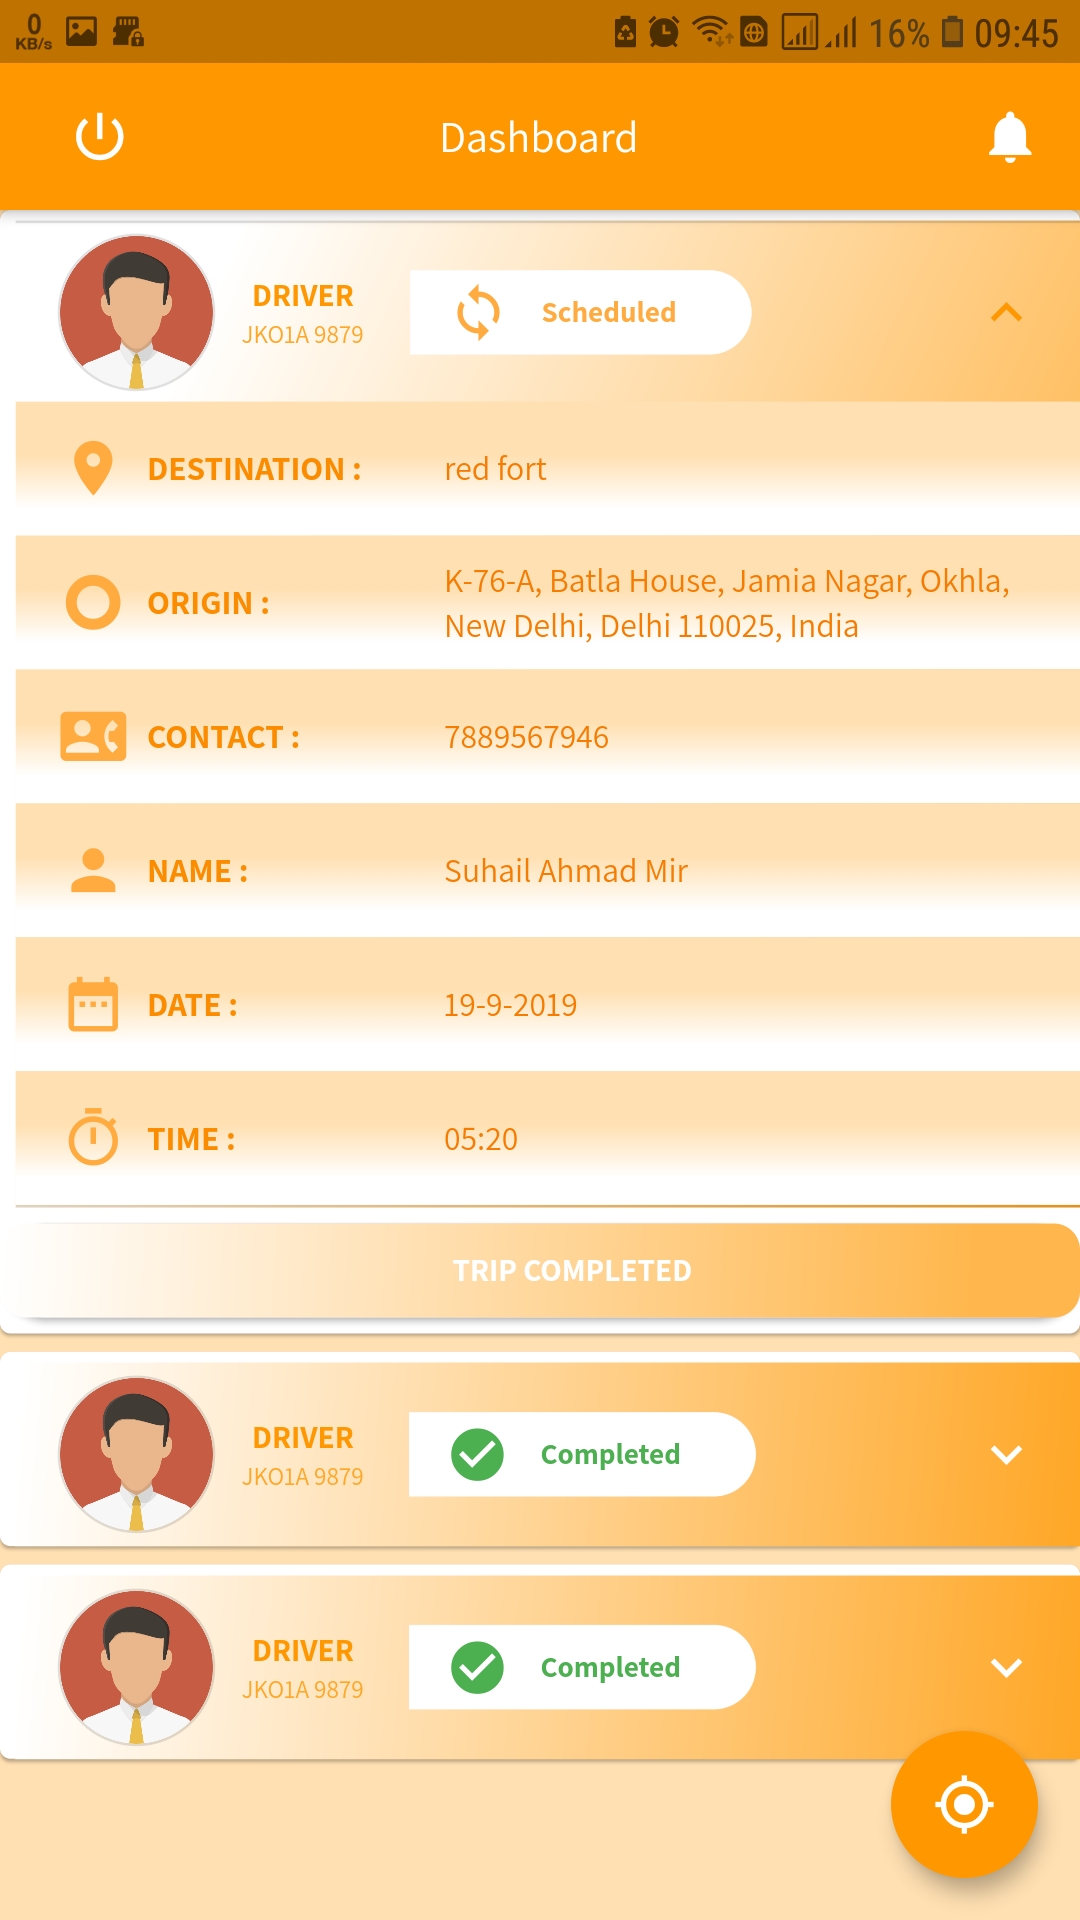 0
KB/s
16%
09:45
Dashboard
DRIVER
JKO1A 9879
Scheduled
DESTINATION :
red fort
ORIGIN :
K-76-A, Batla House, Jamia Nagar, Okhla,
New Delhi, Delhi 110025, India
CONTACT :
7889567946
NAME :
Suhail Ahmad Mir
DATE :
19-9-2019
TIME :
05:20
TRIP COMPLETED
DRIVER
JKO1A 9879
Completed
DRIVER
JKO1A 9879
Completed